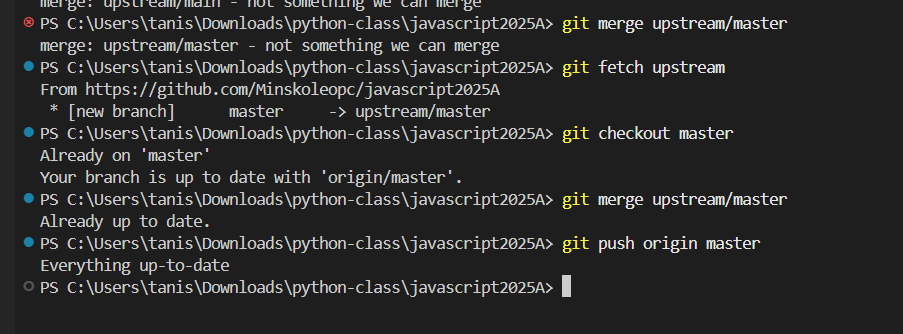 merge: upstream/main - not something we can merge
PS C:\Users\tanis\Downloads\python-class\javascript2025A> git merge upstream/master
merge: upstream/master - not something we can merge
PS C:\Users\tanis\Downloads\python-class\javascript2025A> git fetch upstream
From https://github.com/Minskoleopc/javascript2025A
 * [new branch]      master     -> upstream/master
PS C:\Users\tanis\Downloads\python-class\javascript2025A> git checkout master
Already on 'master'
Your branch is up to date with 'origin/master'.
PS C:\Users\tanis\Downloads\python-class\javascript2025A> git merge upstream/master
Already up to date.
PS C:\Users\tanis\Downloads\python-class\javascript2025A> git push origin master
Everything up-to-date
PS C:\Users\tanis\Downloads\python-class\javascript2025A>